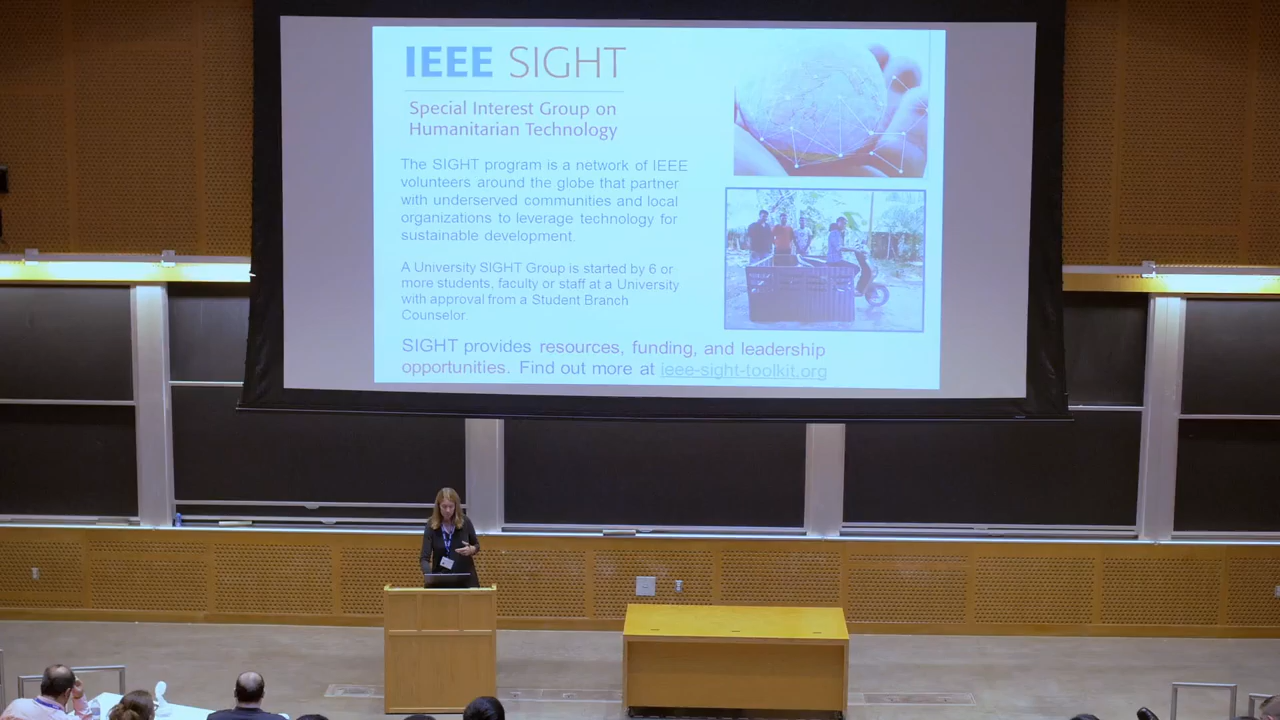 IEEE SIGHT
Special Interest Group on
Humanitarian Technology
The SIGHT program is a network of IEEE
volunteers around the globe that partner
with underserved communities and local
organizations to leverage technology for
sustainable development.
A University SIGHT Group is started by 6 or
more students, faculty or staff at a University
with approval from a Student Branch
Counselor.
SIGHT provides resources, funding, and leadership
opportunities. Find out more at ieee-sight-toolkit.org